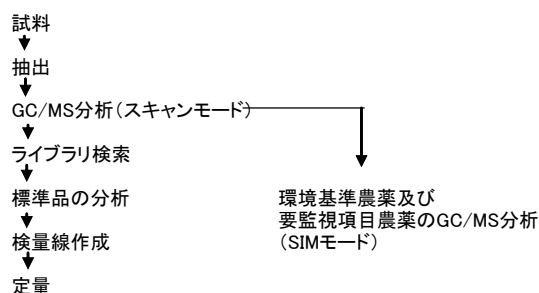 試料
抽出
GC/MS分析(スキャンモード)
ライブラリ検索
標準品の分析
検量線作成
定量
環境基準農薬及び
要監視項目農薬のGC/MS分析
(SIMモード)